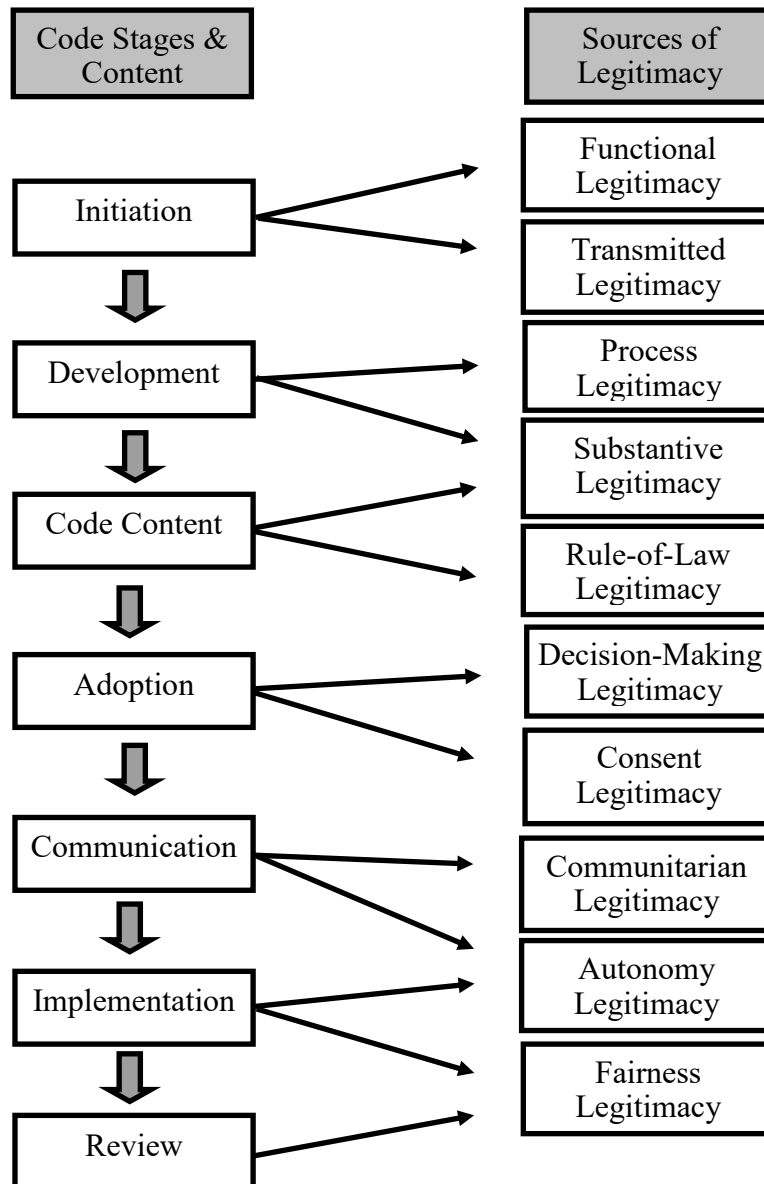 Code Stages &
Content
Sources of
Legitimacy
Functional
Legitimacy
Initiation
Transmitted
Legitimacy
Process
Legitimacy
Development
Substantive
Legitimacy
Code Content
Rule-of-Law
Legitimacy
Decision-Making
Legitimacy
Adoption
Consent
Legitimacy
Communication
Communitarian
Legitimacy
Autonomy
Legitimacy
Implementation
Fairness
Legitimacy
Review